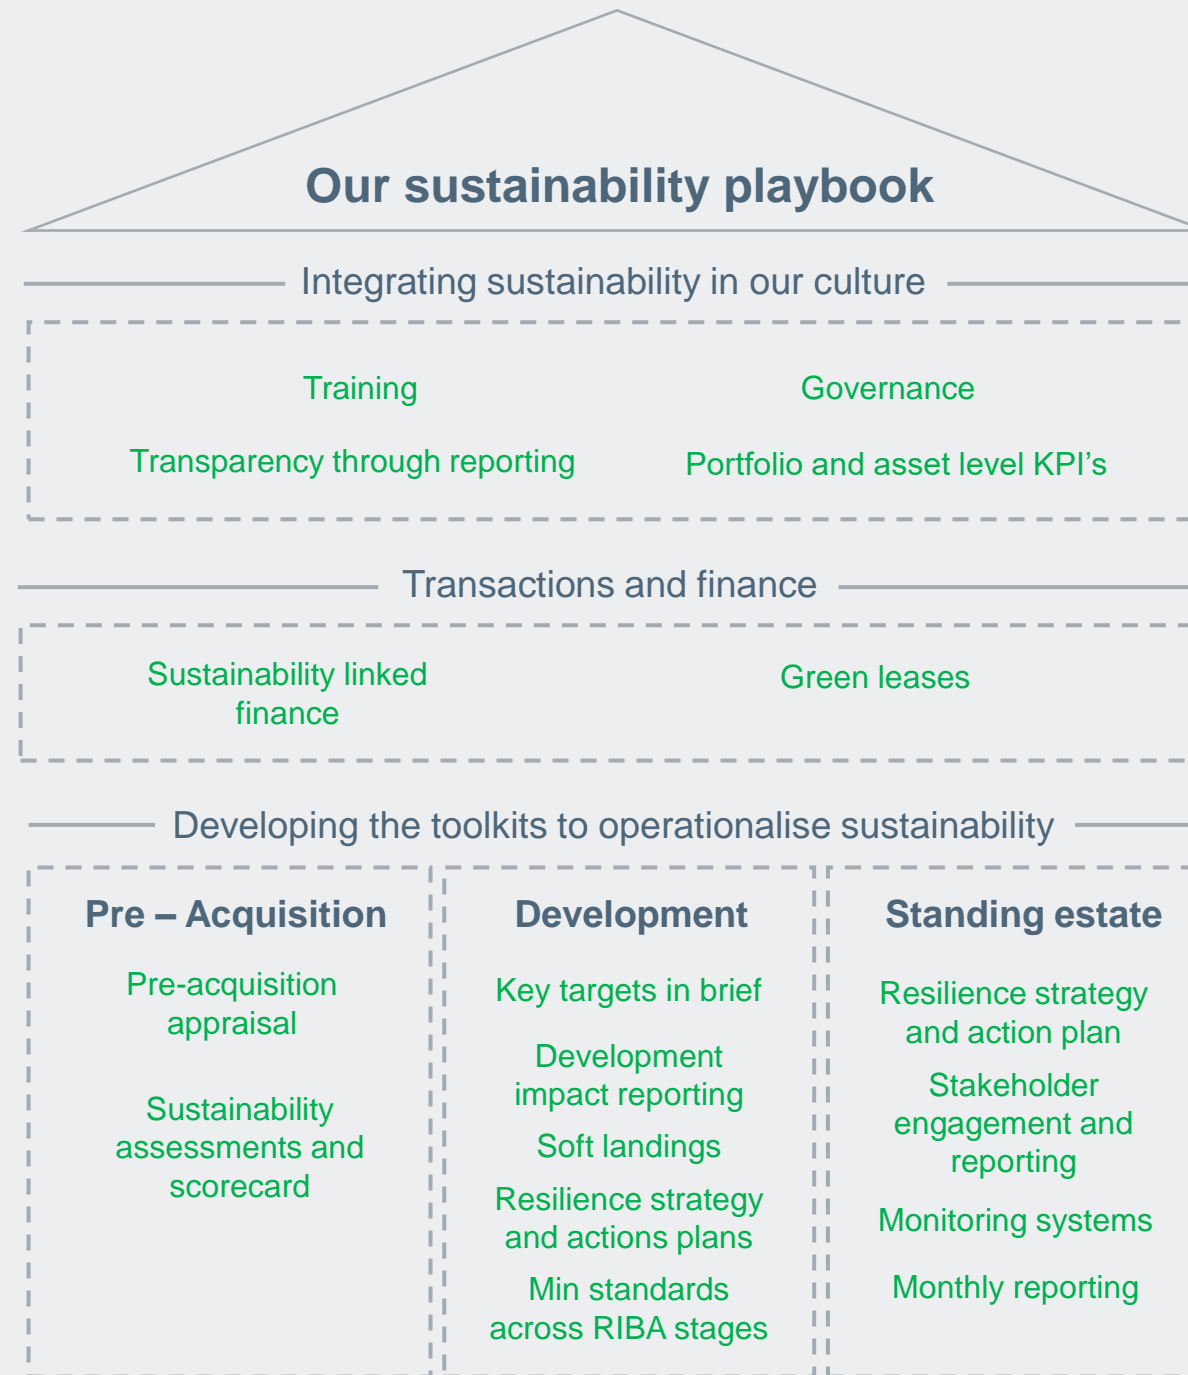 Our sustainability playbook
Integrating sustainability in our culture
Training
Governance
Transparency through reporting
Portfolio and asset level KPI's
Transactions and finance
Sustainability linked
finance
Green leases
Developing the toolkits to operationalise sustainability
Pre – Acquisition
Pre-acquisition
appraisal
Sustainability
assessments and
scorecard
Development
Key targets in brief
Development
impact reporting
Soft landings
Resilience strategy
and actions plans
Min standards
across RIBA stages
Standing estate
Resilience strategy
and action plan
Stakeholder
engagement and
reporting
Monitoring systems
Monthly reporting